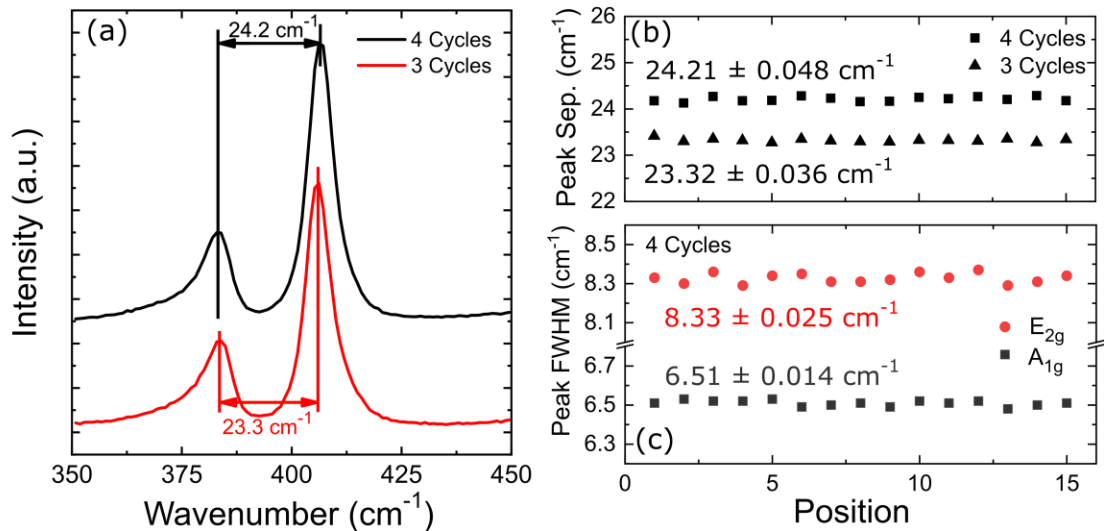 (a)
24.2 cm⁻¹
4 Cycles
3 Cycles
23.3 cm⁻¹
Intensity (a.u.)
350
375
400
425
450
Wavenumber (cm⁻¹)
(b)
4 Cycles
3 Cycles
24.21 ± 0.048 cm⁻¹
23.32 ± 0.036 cm⁻¹
Peak Sep. (cm⁻¹)
26
25
24
23
22
4 Cycles
8.33 ± 0.025 cm⁻¹
E₂g
A₁g
6.51 ± 0.014 cm⁻¹
(c)
Peak FWHM (cm⁻¹)
8.5
8.3
8.1
6.7
6.5
6.3
0
5
10
15
Position